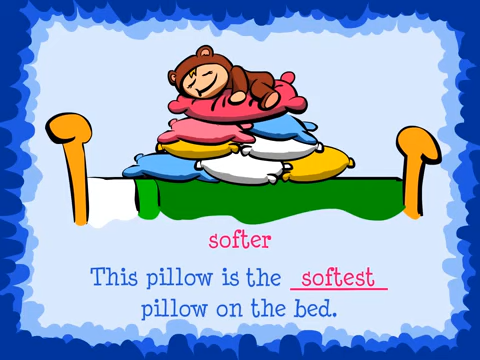 softer
This pillow is the softest
pillow on the bed.